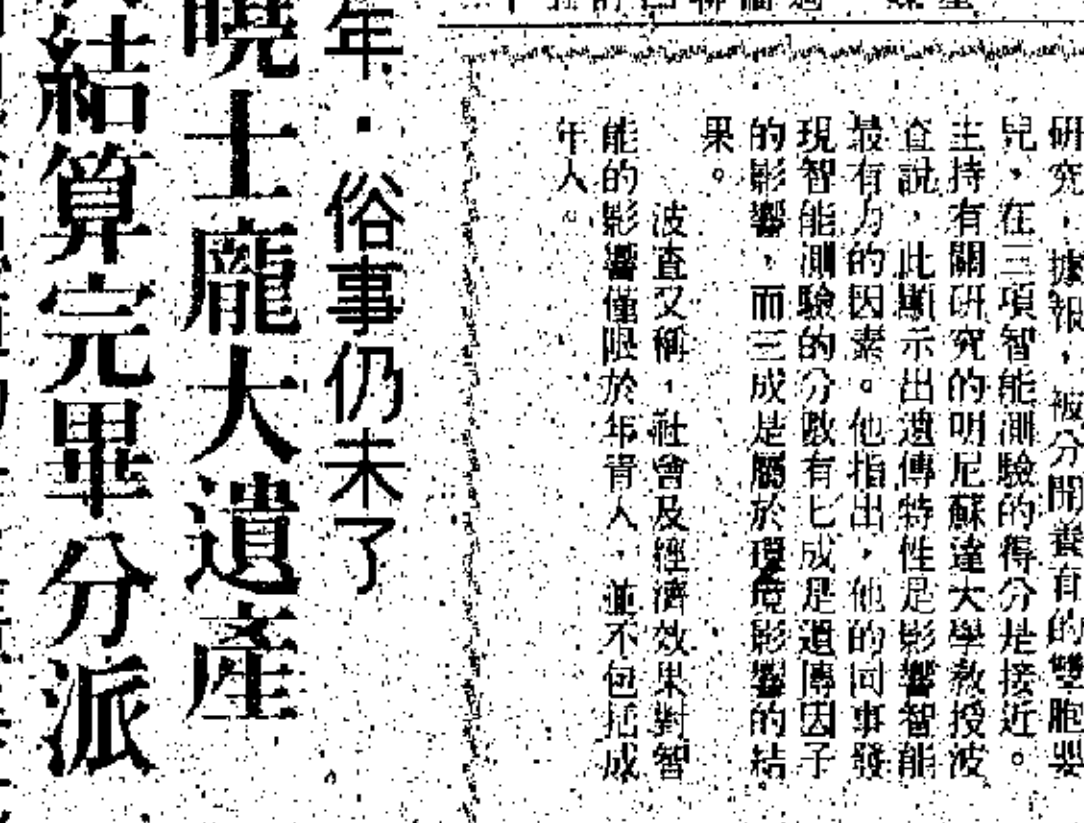 研究，據報，被分開養育的雙胞嬰
兒，在三項智能測驗的得分是接近。
主持有關研究的明尼蘇達大學教授波
查說，此顯示出遺傳特性是影響智能
最有力的因素。他指出，他的同事發
現智能測驗的分數有七成是遺傳因子
的影響，而三成是屬於環境影響的結
果。
波查又稱，社會及經濟效果對智
能的影響僅限於年青人，並不包括成
年人。
年．俗事仍未了
曉士龐大遺產
結算完畢分派